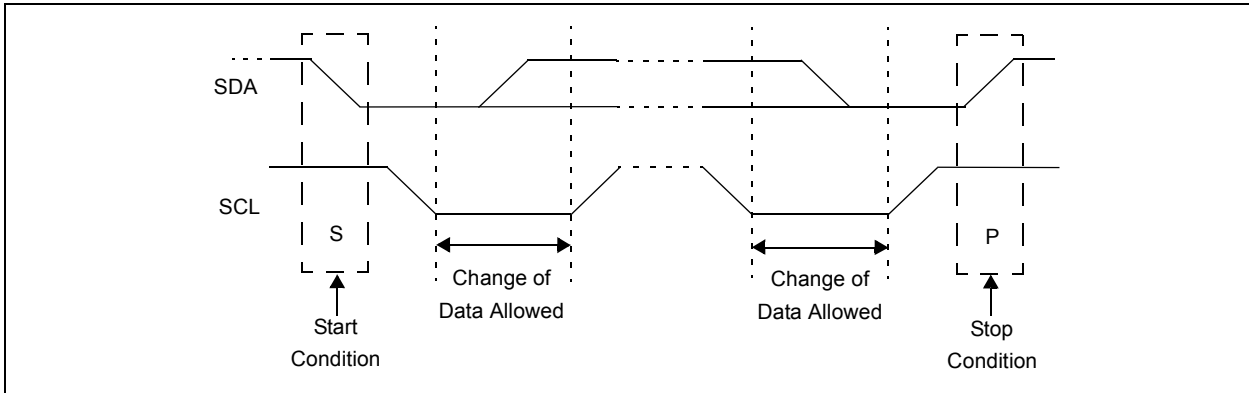 SDA
SCL
S
P
Change of
Data Allowed
Change of
Data Allowed
Start
Condition
Stop
Condition